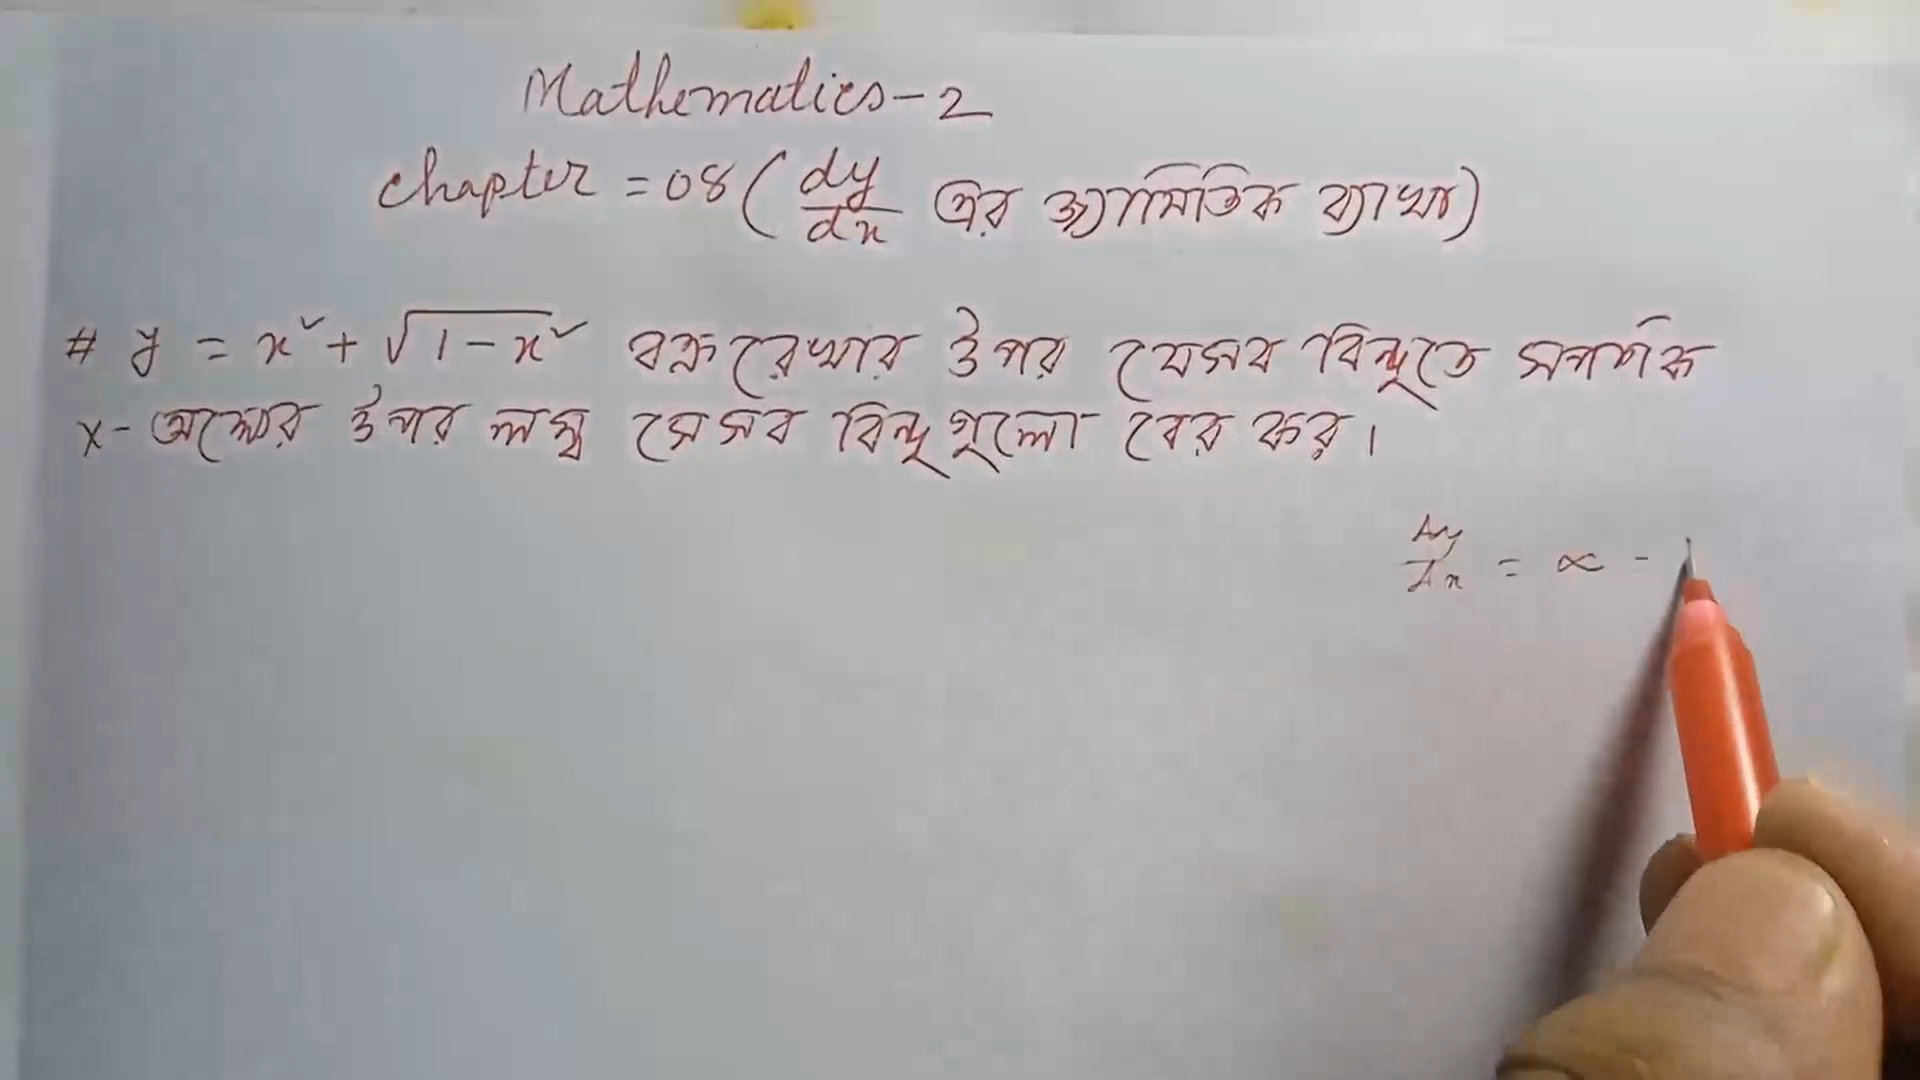 Mathematics-2
Chapter = 08 (dy/dx এর জ্যামিতিক ব্যাখা)
# y = x² + √1-x² বক্ররেখার উপর যেসব বিন্দুতে স্পর্শক
x-অক্ষের উপর লম্ব সেসব বিন্দুগুলো বের কর।
dy/dx = ∝ -